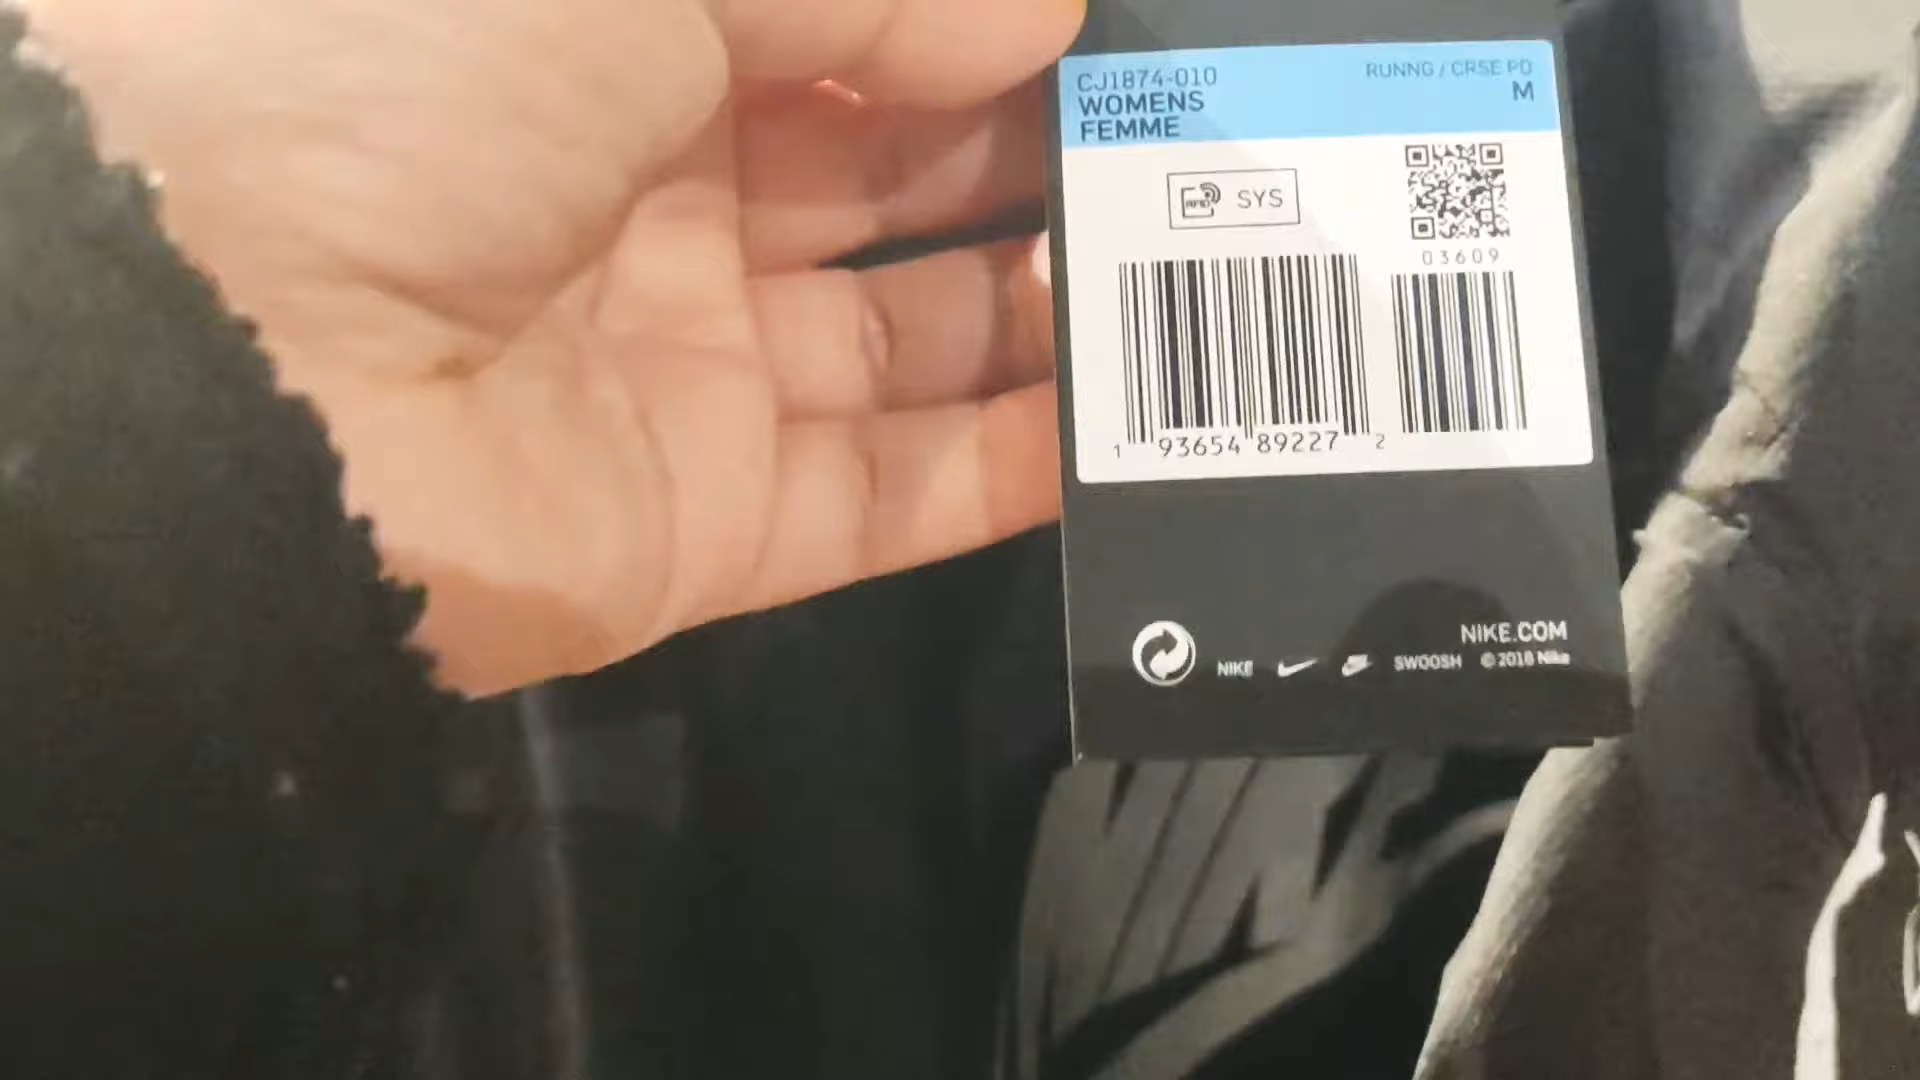 CJ1874-010
RUNNG / CRSE PD
WOMENS
M
FEMME
RFID SYS
03609
1 93654 89227 2
NIKE.COM
NIKE SWOOSH © 2018 Nike